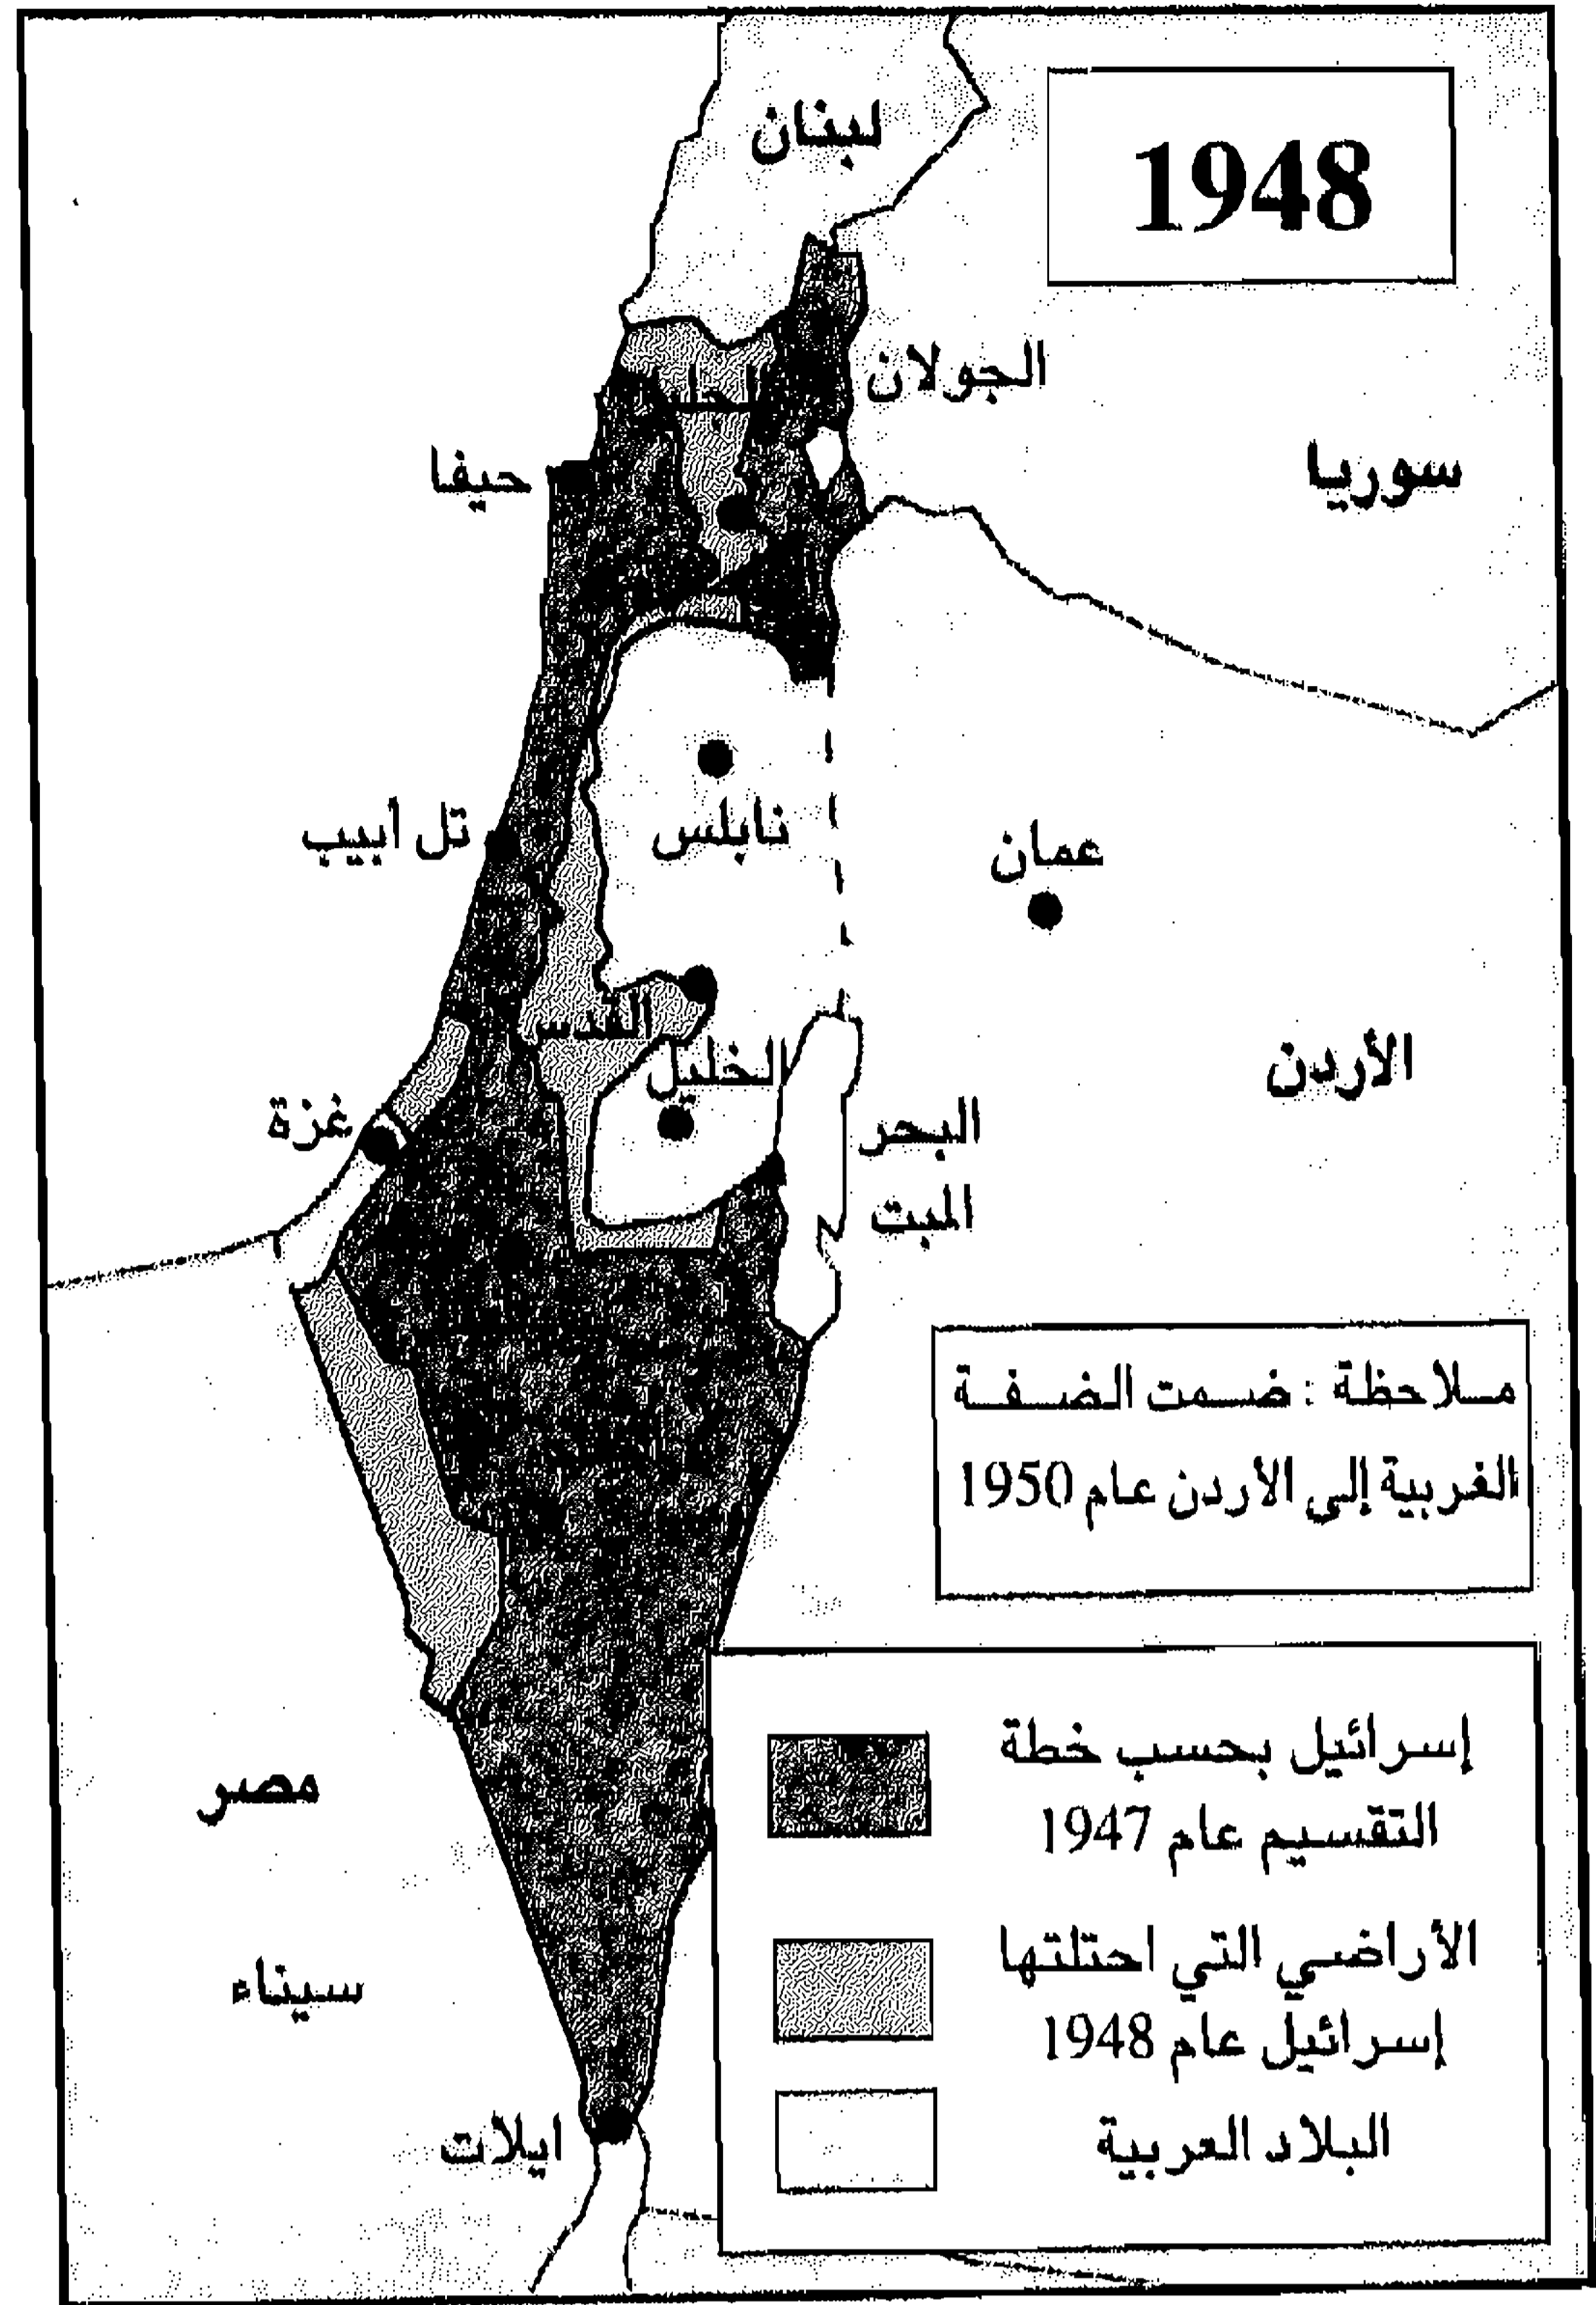 1948
لبنان
الجولان
سوريا
حيفا
تل ابيب
نابلس
عمان
القدس
الخليل
الأردن
غزة
البحر
الميت
ملاحظة : ضمت الضفة
الغربية إلى الاردن عام 1950
مصر
سيناء
ايلات
إسرائيل بحسب خطة
التقسيم عام 1947
الأراضي التي احتلتها
إسرائيل عام 1948
البلاد العربية